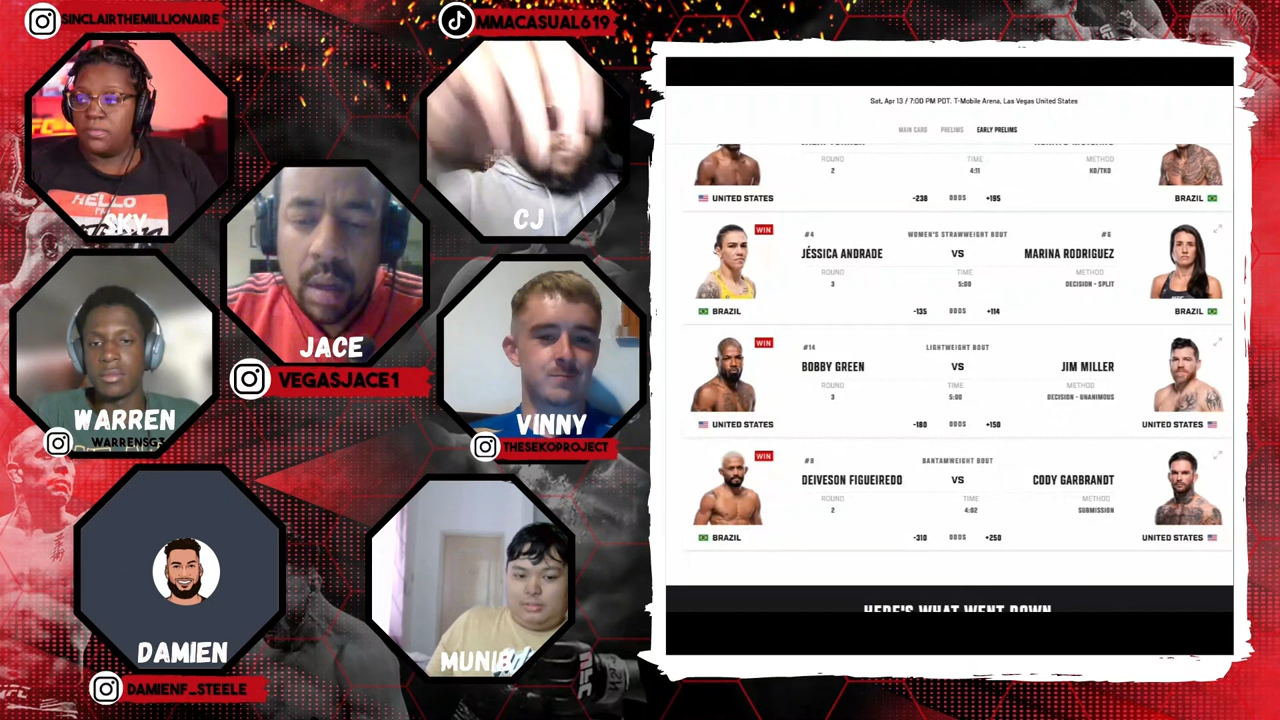 SINCLAIRTHEMILLIONAIRE
MMACASUAL619
HELLO
SKY
CJ
JACE
VEGASJACE1
WARREN
WARRENSG3
VINNY
THESEKOPROJECT
DAMIEN
DAMIENF_STEELE
Sat, Apr 13 / 7:00 PM PDT. T-Mobile Arena, Las Vegas United States
MAIN CARD PRELIMS EARLY PRELIMS
ROUND TIME METHOD
2 4:11 KO/TKO
UNITED STATES -238 ODDS +195 BRAZIL
WIN #4 WOMEN'S STRAWWEIGHT BOUT #6
JÉSSICA ANDRADE VS MARINA RODRIGUEZ
ROUND TIME METHOD
3 5:00 DECISION - SPLIT
BRAZIL -135 ODDS +114 BRAZIL
WIN #14 LIGHTWEIGHT BOUT
BOBBY GREEN VS JIM MILLER
ROUND TIME METHOD
3 5:00 DECISION - UNANIMOUS
UNITED STATES -180 ODDS +150 UNITED STATES
WIN #8 BANTAMWEIGHT BOUT
DEIVESON FIGUEIREDO VS CODY GARBRANDT
ROUND TIME METHOD
2 4:02 SUBMISSION
BRAZIL -310 ODDS +250 UNITED STATES
HERE'S WHAT WENT DOWN